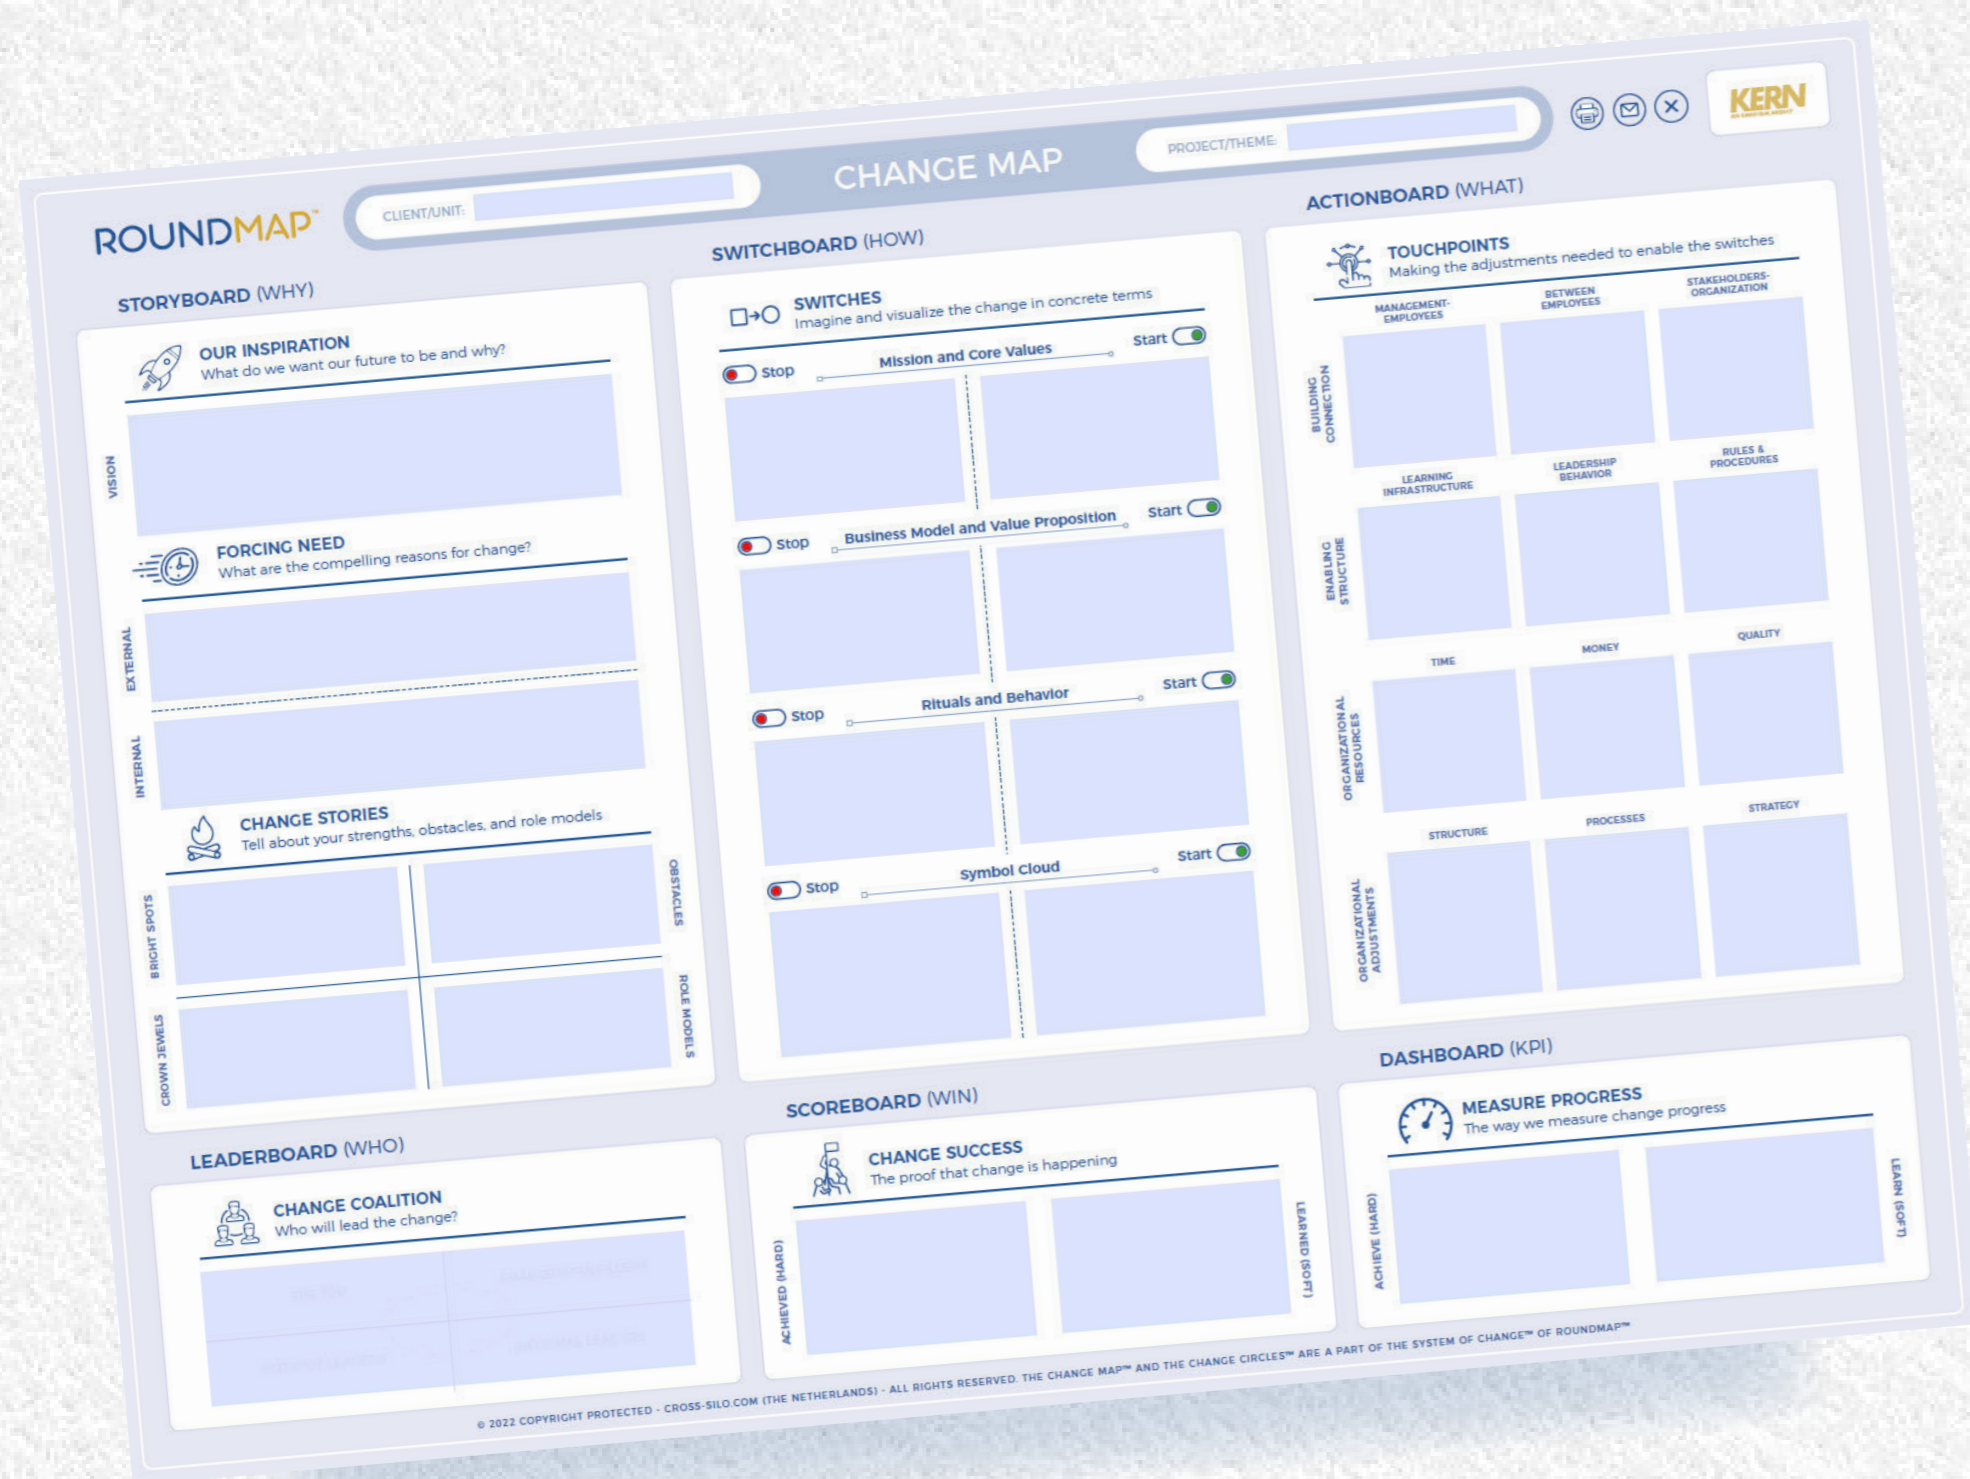 ROUNDMAP™
CLIENT/UNIT:
CHANGE MAP
PROJECT/THEME:
KERN
STORYBOARD (WHY)
OUR INSPIRATION
What do we want our future to be and why?
VISION
FORCING NEED
What are the compelling reasons for change?
EXTERNAL
INTERNAL
CHANGE STORIES
Tell about your strengths, obstacles, and role models
BRIGHT SPOTS
OBSTACLES
CROWN JEWELS
ROLE MODELS
SWITCHBOARD (HOW)
SWITCHES
Imagine and visualize the change in concrete terms
Stop
Mission and Core Values
Start
Stop
Business Model and Value Proposition
Start
Stop
Rituals and Behavior
Start
Stop
Symbol Cloud
Start
ACTIONBOARD (WHAT)
TOUCHPOINTS
Making the adjustments needed to enable the switches
MANAGEMENT-
EMPLOYEES
BETWEEN
EMPLOYEES
STAKEHOLDERS-
ORGANIZATION
BUILDING
CONNECTION
LEARNING
INFRASTRUCTURE
LEADERSHIP
BEHAVIOR
RULES &
PROCEDURES
ENABLING
STRUCTURE
TIME
MONEY
QUALITY
ORGANIZATIONAL
RESOURCES
STRUCTURE
PROCESSES
STRATEGY
ORGANIZATIONAL
ADJUSTMENTS
LEADERBOARD (WHO)
CHANGE COALITION
Who will lead the change?
SCOREBOARD (WIN)
CHANGE SUCCESS
The proof that change is happening
ACHIEVED (HARD)
LEARNED (SOFT)
DASHBOARD (KPI)
MEASURE PROGRESS
The way we measure change progress
ACHIEVE (HARD)
LEARN (SOFT)
© 2022 COPYRIGHT PROTECTED - CROSS-SILO.COM (THE NETHERLANDS) - ALL RIGHTS RESERVED. THE CHANGE MAP™ AND THE CHANGE CIRCLES™ ARE A PART OF THE SYSTEM OF CHANGE™ OF ROUNDMAP™